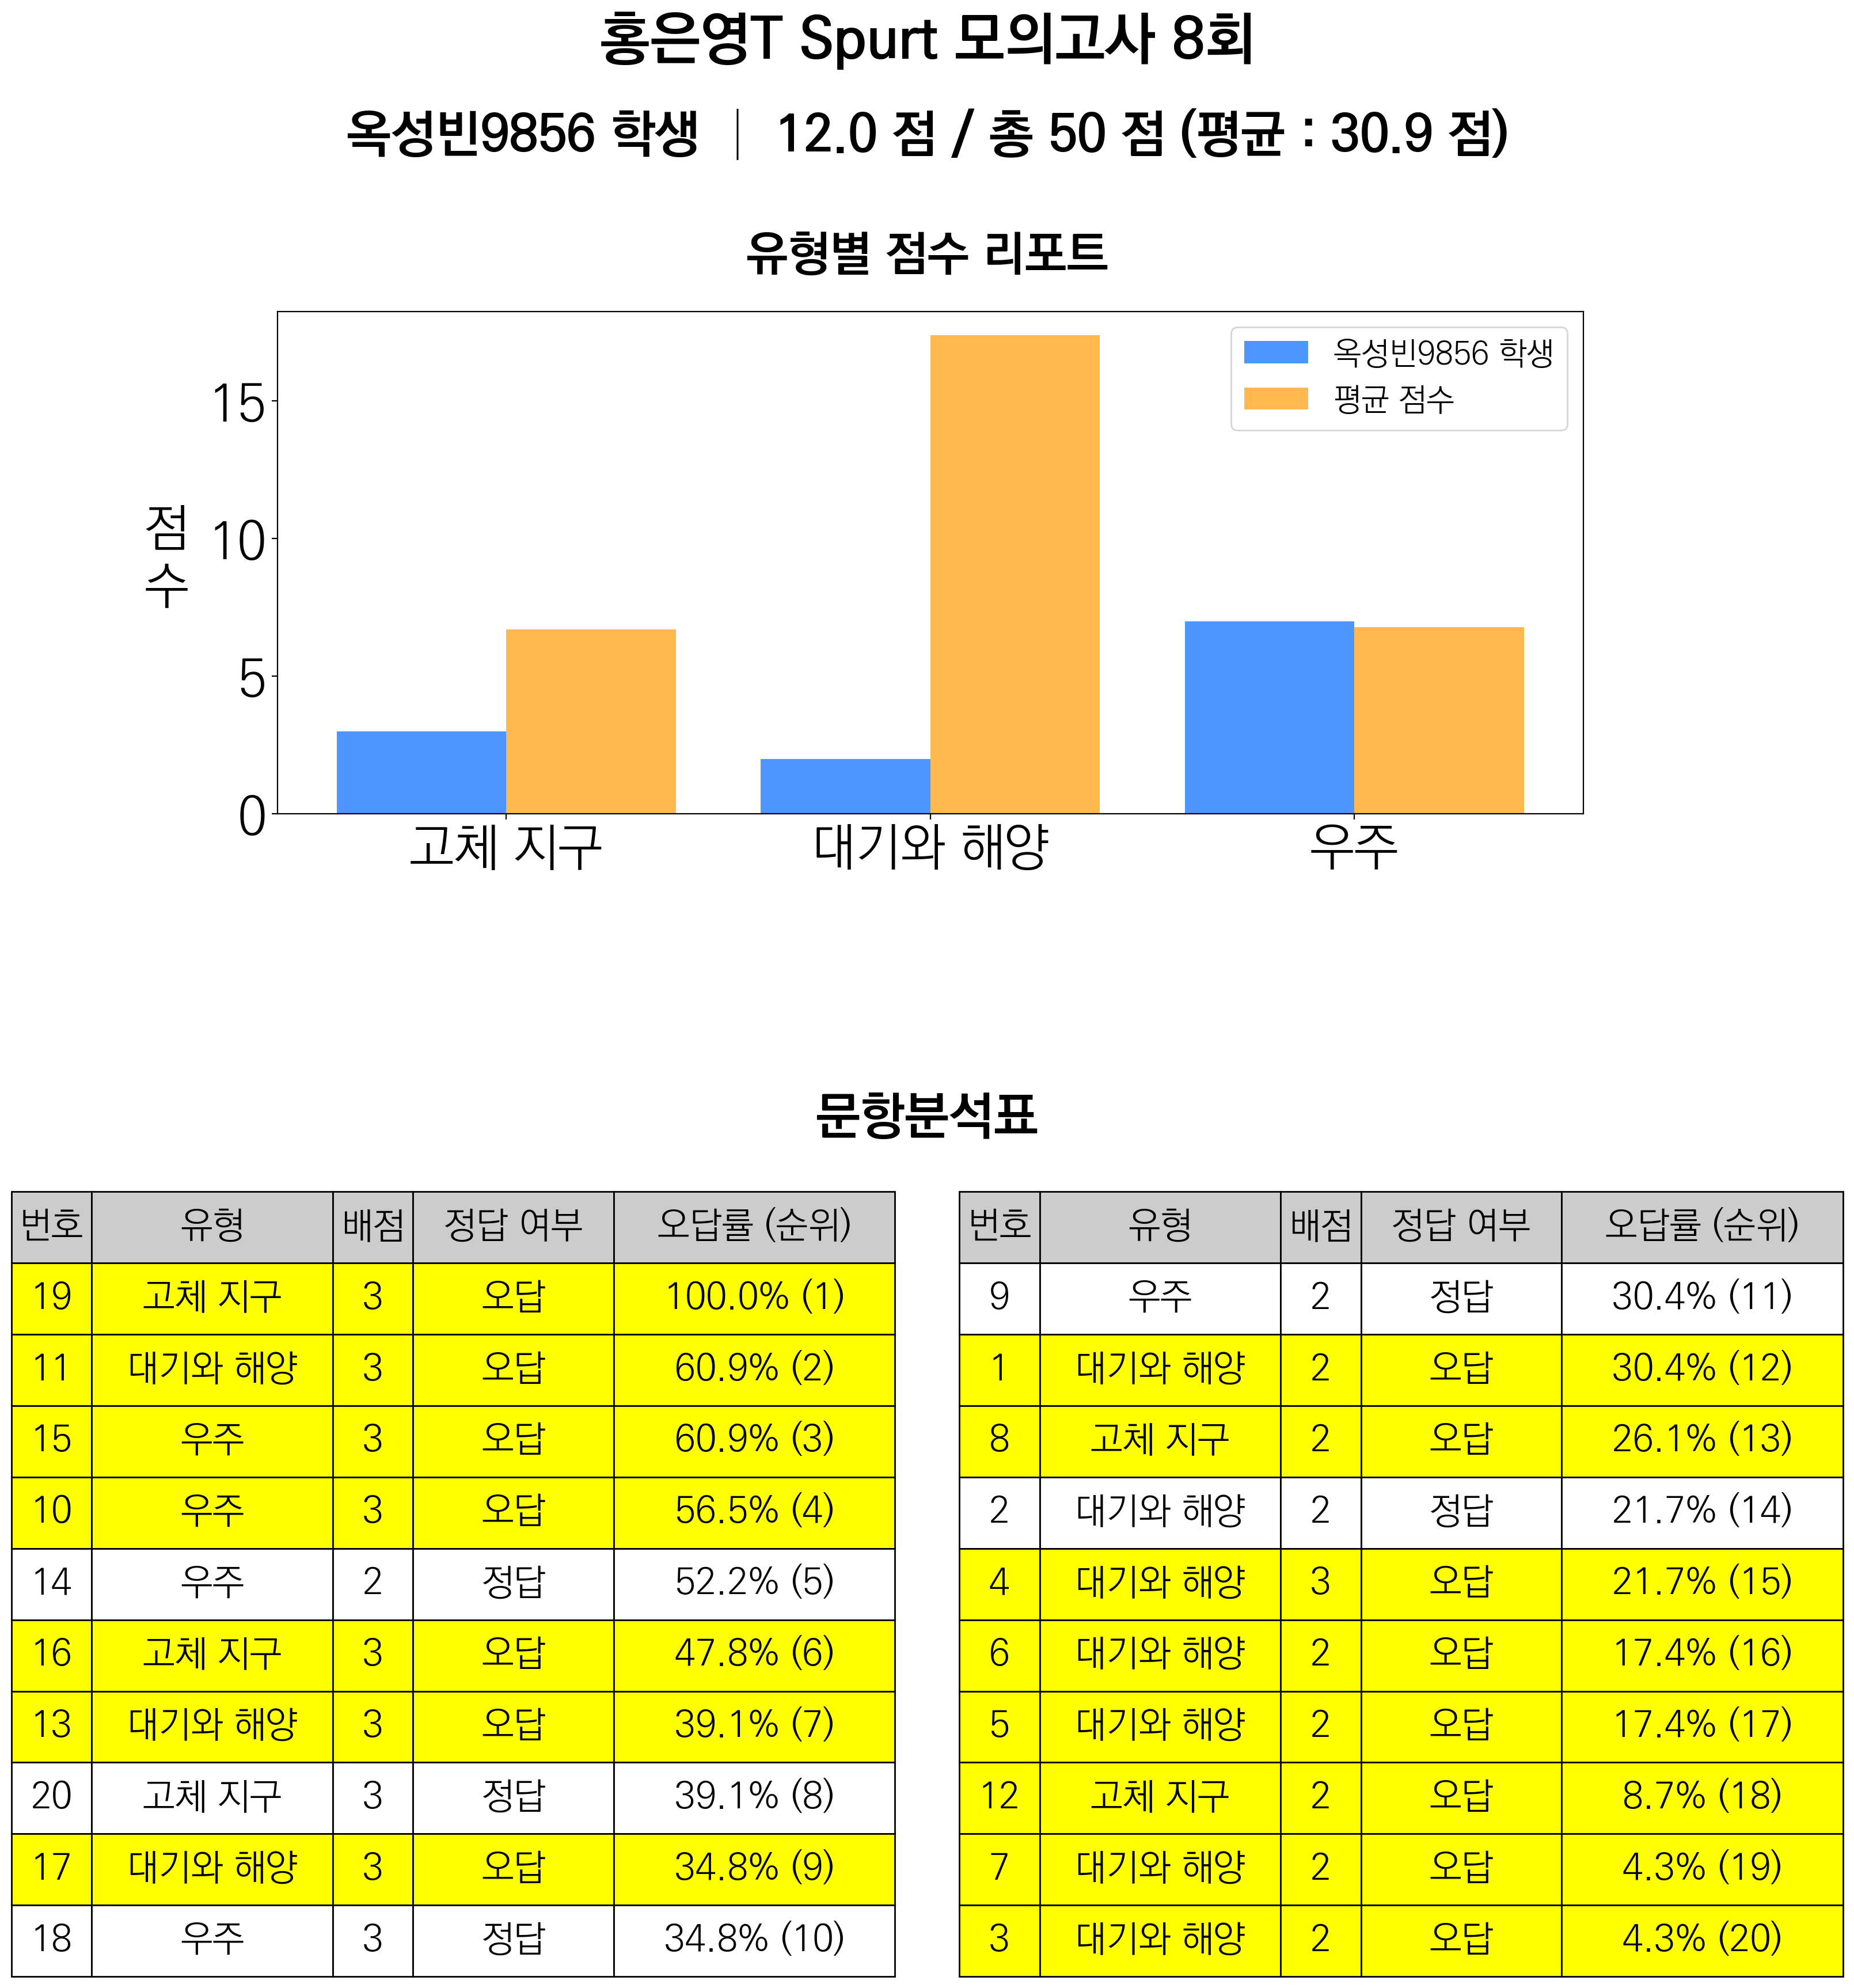 홍은영T Spurt 모의고사 8회
옥성빈9856 학생 │ 12.0 점 / 총 50 점 (평균 : 30.9 점)
유형별 점수 리포트
옥성빈9856 학생
평균 점수
점
수
15
10
5
0
고체 지구 대기와 해양 우주
문항분석표
번호 유형 배점 정답 여부 오답률 (순위)
19 고체 지구 3 오답 100.0% (1)
11 대기와 해양 3 오답 60.9% (2)
15 우주 3 오답 60.9% (3)
10 우주 3 오답 56.5% (4)
14 우주 2 정답 52.2% (5)
16 고체 지구 3 오답 47.8% (6)
13 대기와 해양 3 오답 39.1% (7)
20 고체 지구 3 정답 39.1% (8)
17 대기와 해양 3 오답 34.8% (9)
18 우주 3 정답 34.8% (10)
번호 유형 배점 정답 여부 오답률 (순위)
9 우주 2 정답 30.4% (11)
1 대기와 해양 2 오답 30.4% (12)
8 고체 지구 2 오답 26.1% (13)
2 대기와 해양 2 정답 21.7% (14)
4 대기와 해양 3 오답 21.7% (15)
6 대기와 해양 2 오답 17.4% (16)
5 대기와 해양 2 오답 17.4% (17)
12 고체 지구 2 오답 8.7% (18)
7 대기와 해양 2 오답 4.3% (19)
3 대기와 해양 2 오답 4.3% (20)